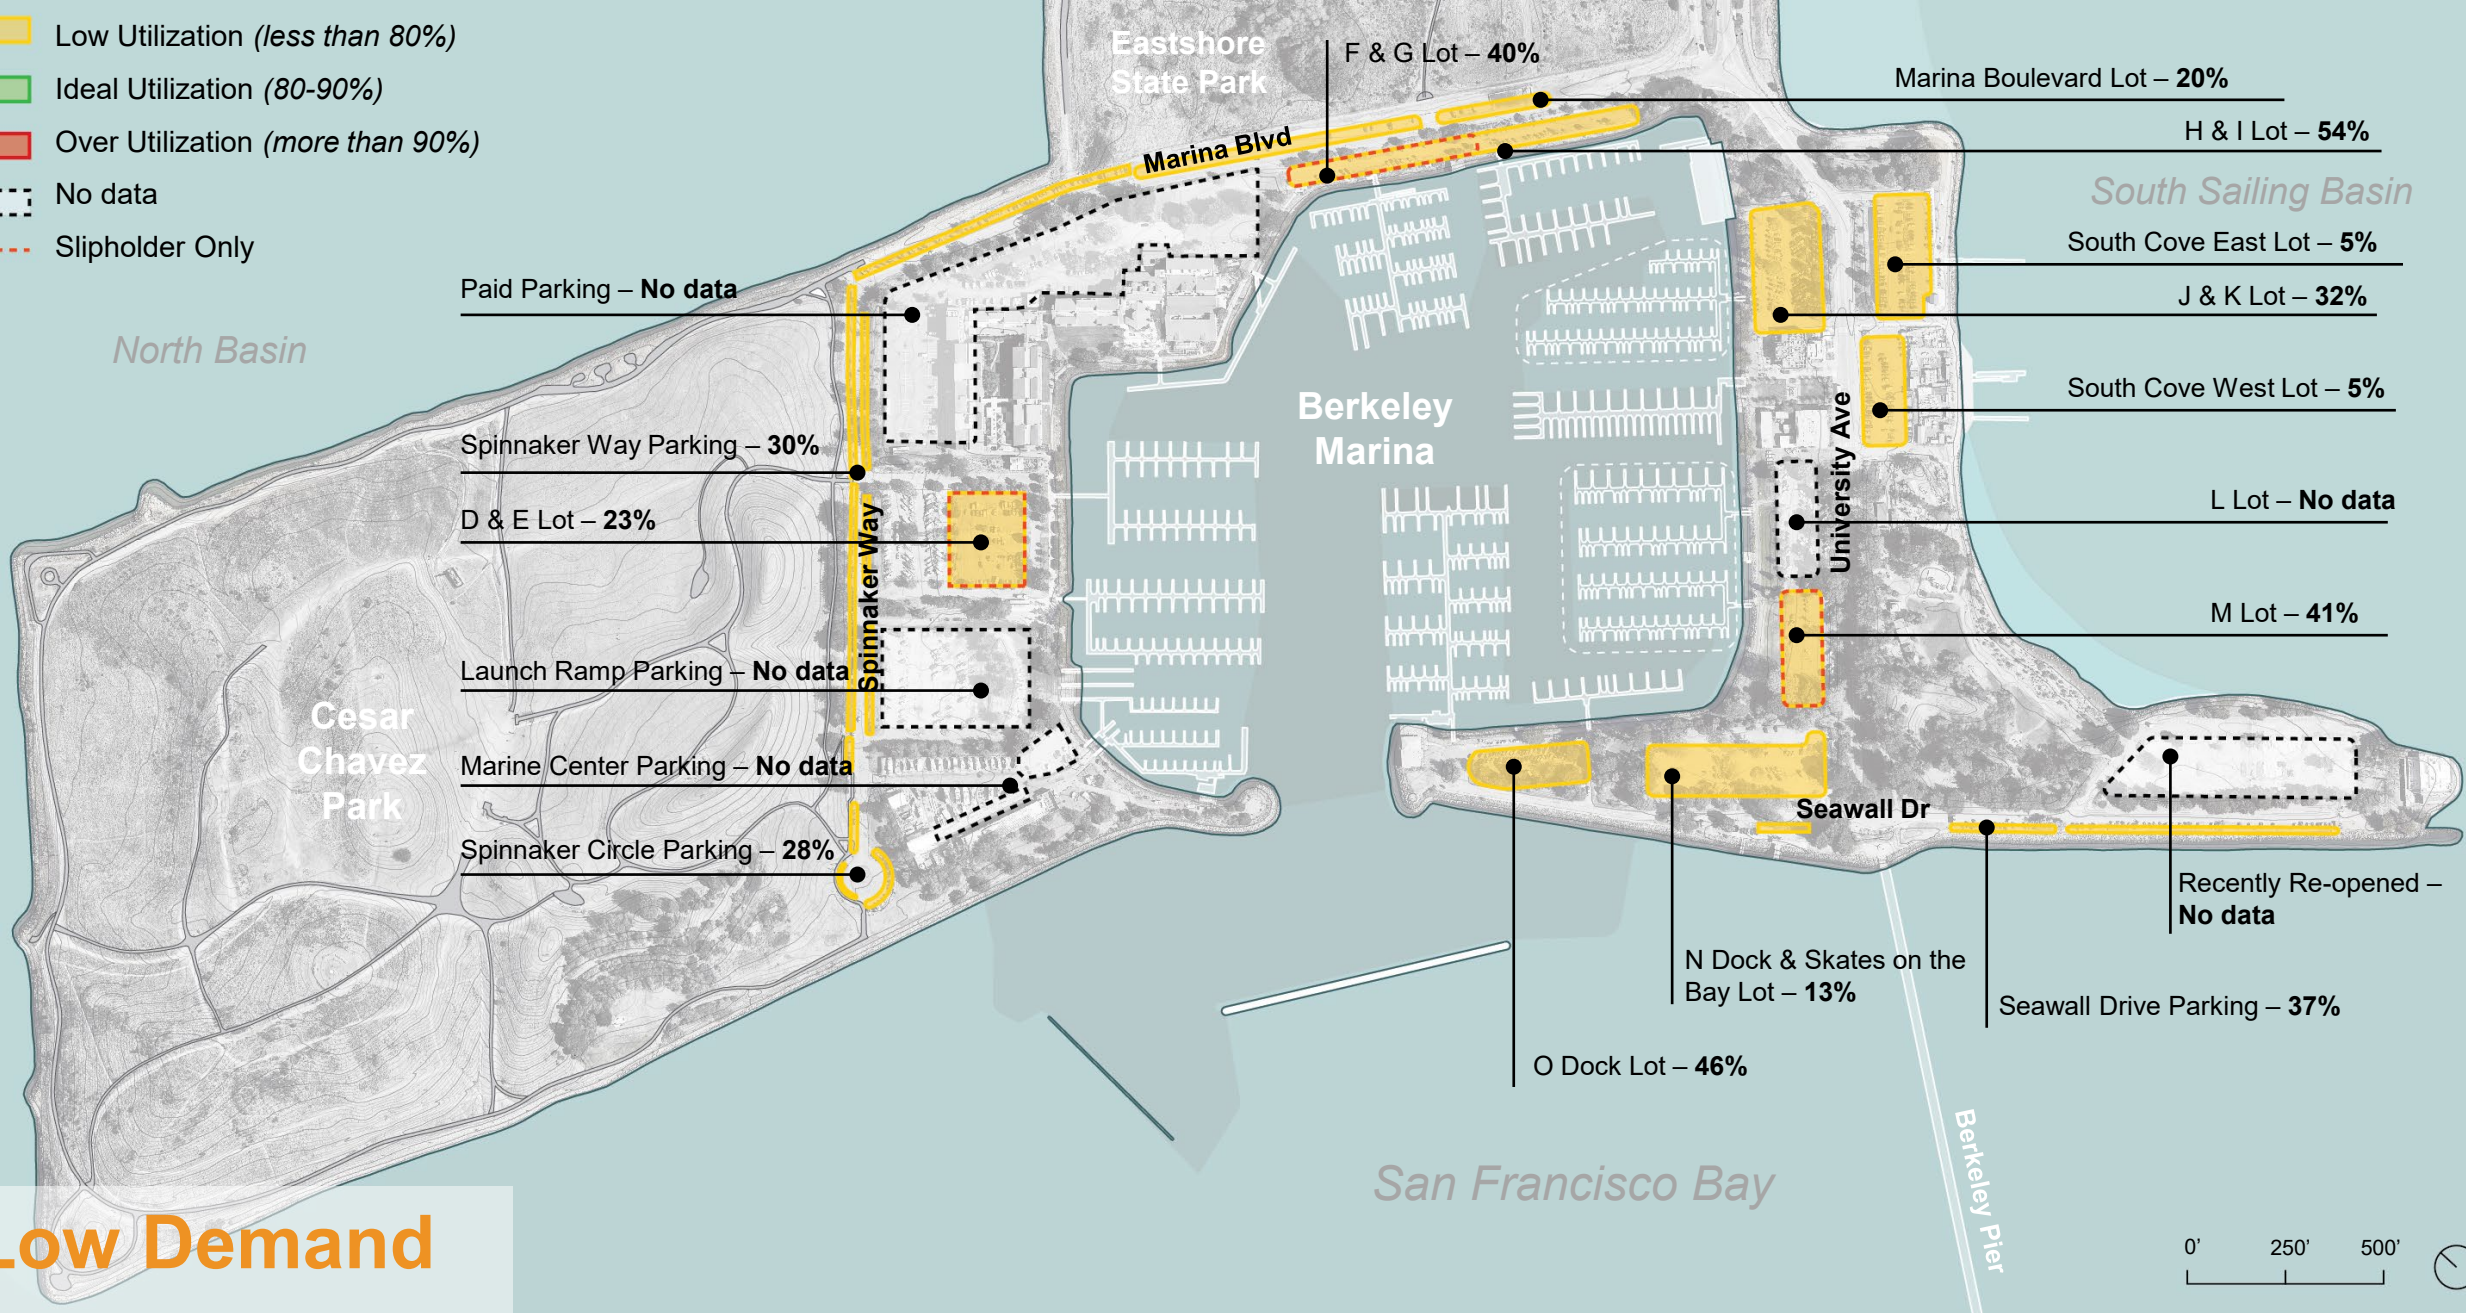 Low Utilization (less than 80%)
Ideal Utilization (80-90%)
Over Utilization (more than 90%)
No data
Slipholder Only
Eastshore
State Park
F & G Lot – 40%
Marina Boulevard Lot – 20%
H & I Lot – 54%
Marina Blvd
South Sailing Basin
South Cove East Lot – 5%
J & K Lot – 32%
Paid Parking – No data
North Basin
South Cove West Lot – 5%
Berkeley
Marina
University Ave
Spinnaker Way Parking – 30%
D & E Lot – 23%
Spinnaker Way
L Lot – No data
M Lot – 41%
Launch Ramp Parking – No data
Cesar
Chavez
Park
Marine Center Parking – No data
Spinnaker Circle Parking – 28%
Seawall Dr
Recently Re-opened –
No data
N Dock & Skates on the
Bay Lot – 13%
Seawall Drive Parking – 37%
O Dock Lot – 46%
San Francisco Bay
Berkeley Pier
Low Demand
0’ 250’ 500’